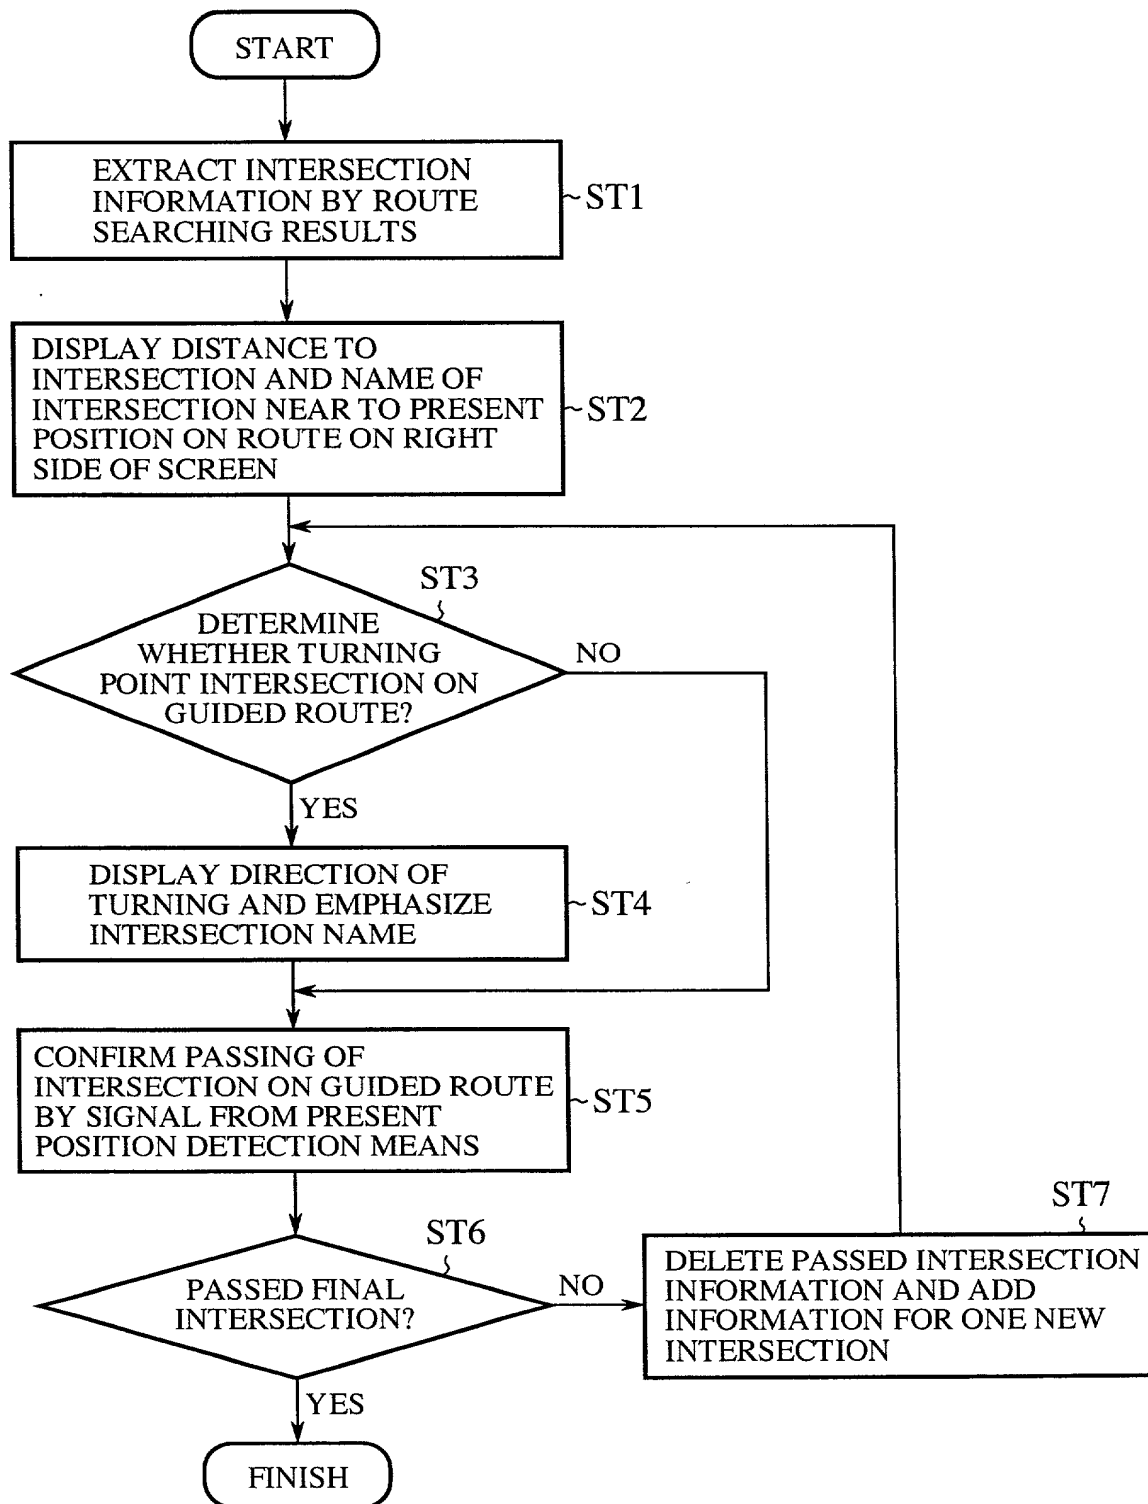 START
EXTRACT INTERSECTION
INFORMATION BY ROUTE
SEARCHING RESULTS
ST1
DISPLAY DISTANCE TO
INTERSECTION AND NAME OF
INTERSECTION NEAR TO PRESENT
POSITION ON ROUTE ON RIGHT
SIDE OF SCREEN
ST2
ST3
DETERMINE
WHETHER TURNING
POINT INTERSECTION ON
GUIDED ROUTE?
NO
YES
DISPLAY DIRECTION OF
TURNING AND EMPHASIZE
INTERSECTION NAME
ST4
CONFIRM PASSING OF
INTERSECTION ON GUIDED ROUTE
BY SIGNAL FROM PRESENT
POSITION DETECTION MEANS
ST5
ST6
PASSED FINAL
INTERSECTION?
NO
ST7
DELETE PASSED INTERSECTION
INFORMATION AND ADD
INFORMATION FOR ONE NEW
INTERSECTION
YES
FINISH